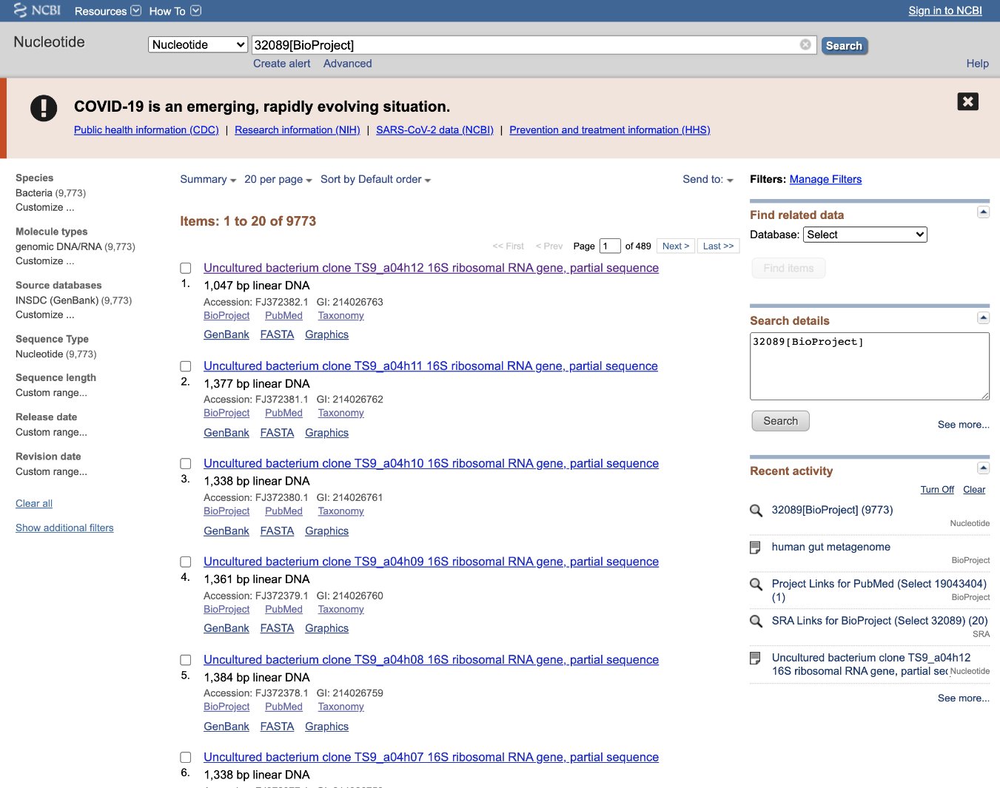 NCBI Resources How To Sign in to NCBI
Nucleotide Nucleotide 32089[BioProject] Search
Create alert Advanced Help
COVID-19 is an emerging, rapidly evolving situation.
Public health information (CDC) | Research information (NIH) | SARS-CoV-2 data (NCBI) | Prevention and treatment information (HHS)
Species
Bacteria (9,773)
Customize ...
Molecule types
genomic DNA/RNA (9,773)
Customize ...
Source databases
INSDC (GenBank) (9,773)
Customize ...
Sequence Type
Nucleotide (9,773)
Sequence length
Custom range...
Release date
Custom range...
Revision date
Custom range...
Clear all
Show additional filters
Summary 20 per page Sort by Default order Send to:
Items: 1 to 20 of 9773
<< First < Prev Page 1 of 489 Next > Last >>
Uncultured bacterium clone TS9_a04h12 16S ribosomal RNA gene, partial sequence
1. 1,047 bp linear DNA
Accession: FJ372382.1 GI: 214026763
BioProject PubMed Taxonomy
GenBank FASTA Graphics
Uncultured bacterium clone TS9_a04h11 16S ribosomal RNA gene, partial sequence
2. 1,377 bp linear DNA
Accession: FJ372381.1 GI: 214026762
BioProject PubMed Taxonomy
GenBank FASTA Graphics
Uncultured bacterium clone TS9_a04h10 16S ribosomal RNA gene, partial sequence
3. 1,338 bp linear DNA
Accession: FJ372380.1 GI: 214026761
BioProject PubMed Taxonomy
GenBank FASTA Graphics
Uncultured bacterium clone TS9_a04h09 16S ribosomal RNA gene, partial sequence
4. 1,361 bp linear DNA
Accession: FJ372379.1 GI: 214026760
BioProject PubMed Taxonomy
GenBank FASTA Graphics
Uncultured bacterium clone TS9_a04h08 16S ribosomal RNA gene, partial sequence
5. 1,384 bp linear DNA
Accession: FJ372378.1 GI: 214026759
BioProject PubMed Taxonomy
GenBank FASTA Graphics
Uncultured bacterium clone TS9_a04h07 16S ribosomal RNA gene, partial sequence
6. 1,338 bp linear DNA
Filters: Manage Filters
Find related data
Database: Select
Find items
Search details
32089[BioProject]
Search See more...
Recent activity
Turn Off Clear
32089[BioProject] (9773)
Nucleotide
human gut metagenome
BioProject
Project Links for PubMed (Select 19043404)
(1) BioProject
SRA Links for BioProject (Select 32089) (20)
SRA
Uncultured bacterium clone TS9_a04h12
16S ribosomal RNA gene, partial Nucleotide
See more...